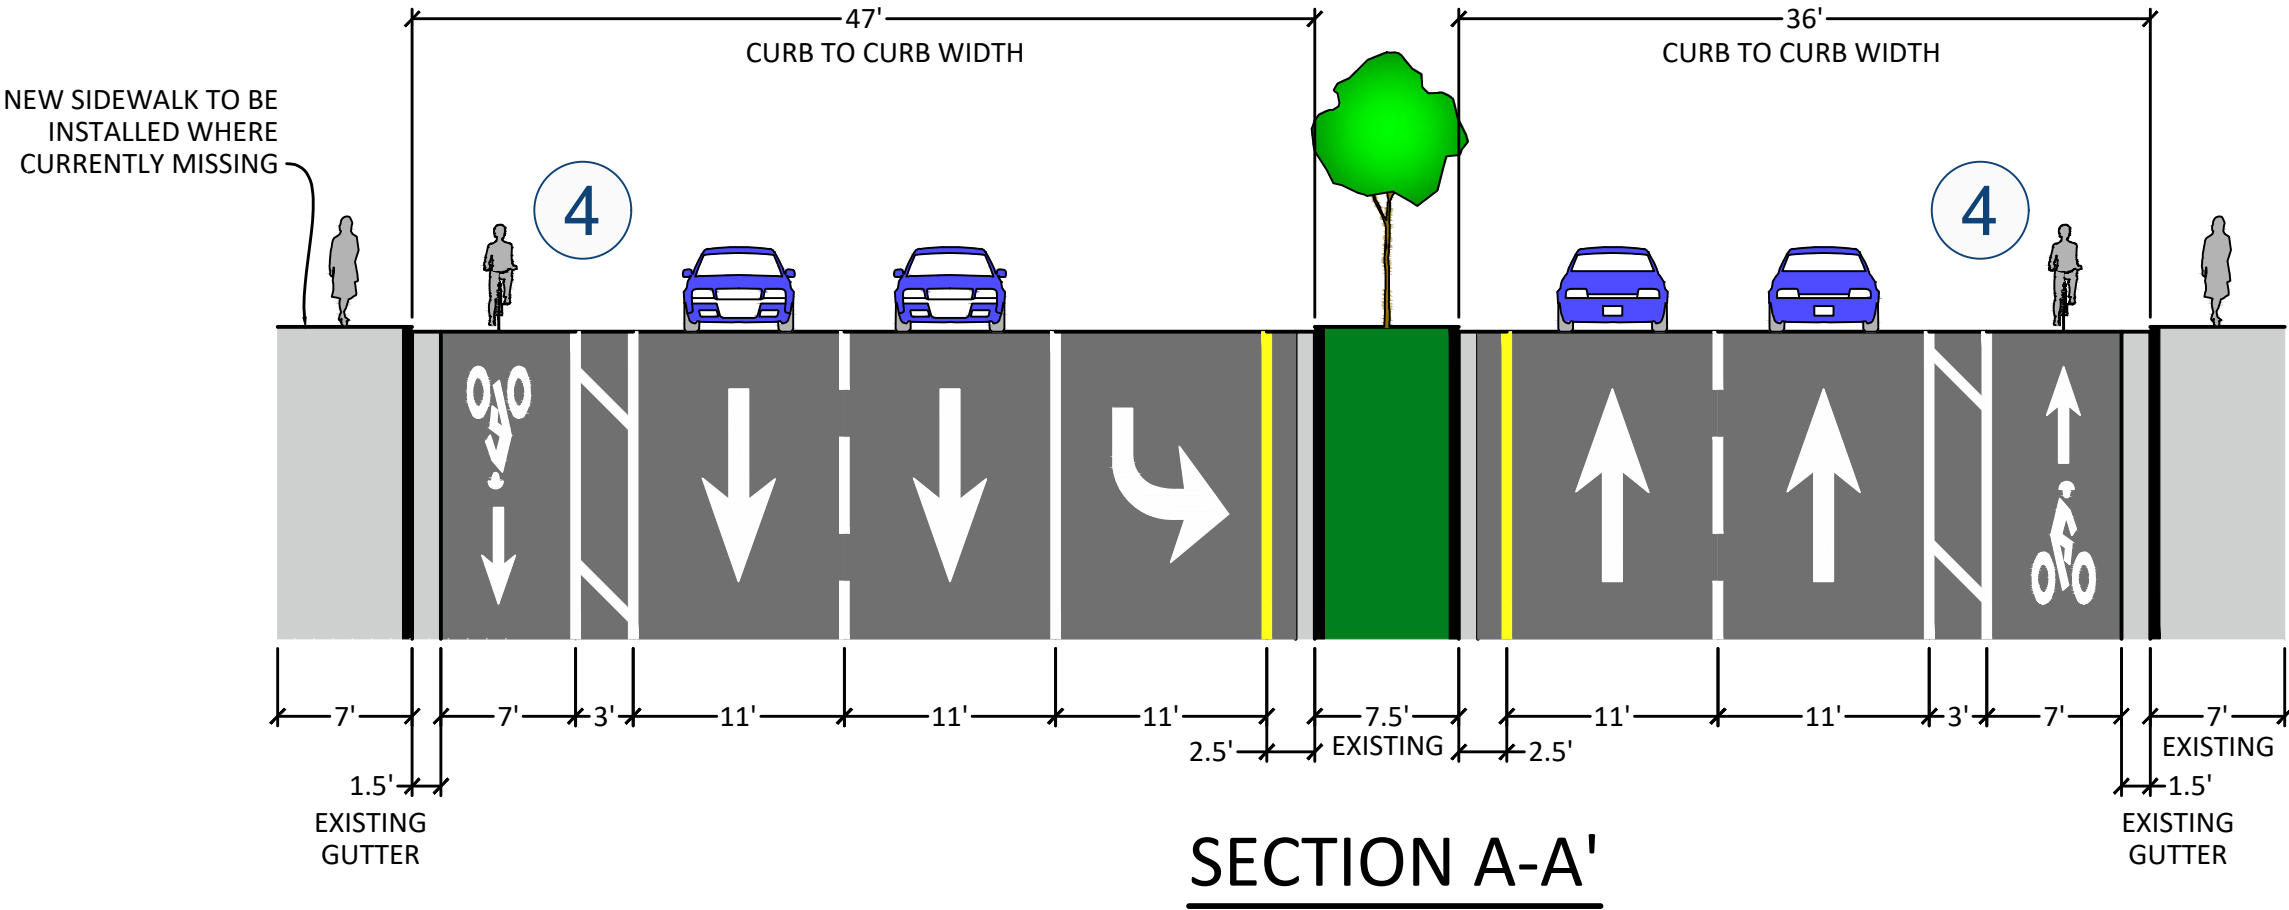 47'
CURB TO CURB WIDTH
36'
CURB TO CURB WIDTH
NEW SIDEWALK TO BE
INSTALLED WHERE
CURRENTLY MISSING
4
4
7'
7'
3'
11'
11'
11'
7.5'
EXISTING
11'
11'
3'
7'
7'
EXISTING
2.5'
2.5'
1.5'
EXISTING
GUTTER
1.5'
EXISTING
GUTTER
SECTION A-A'